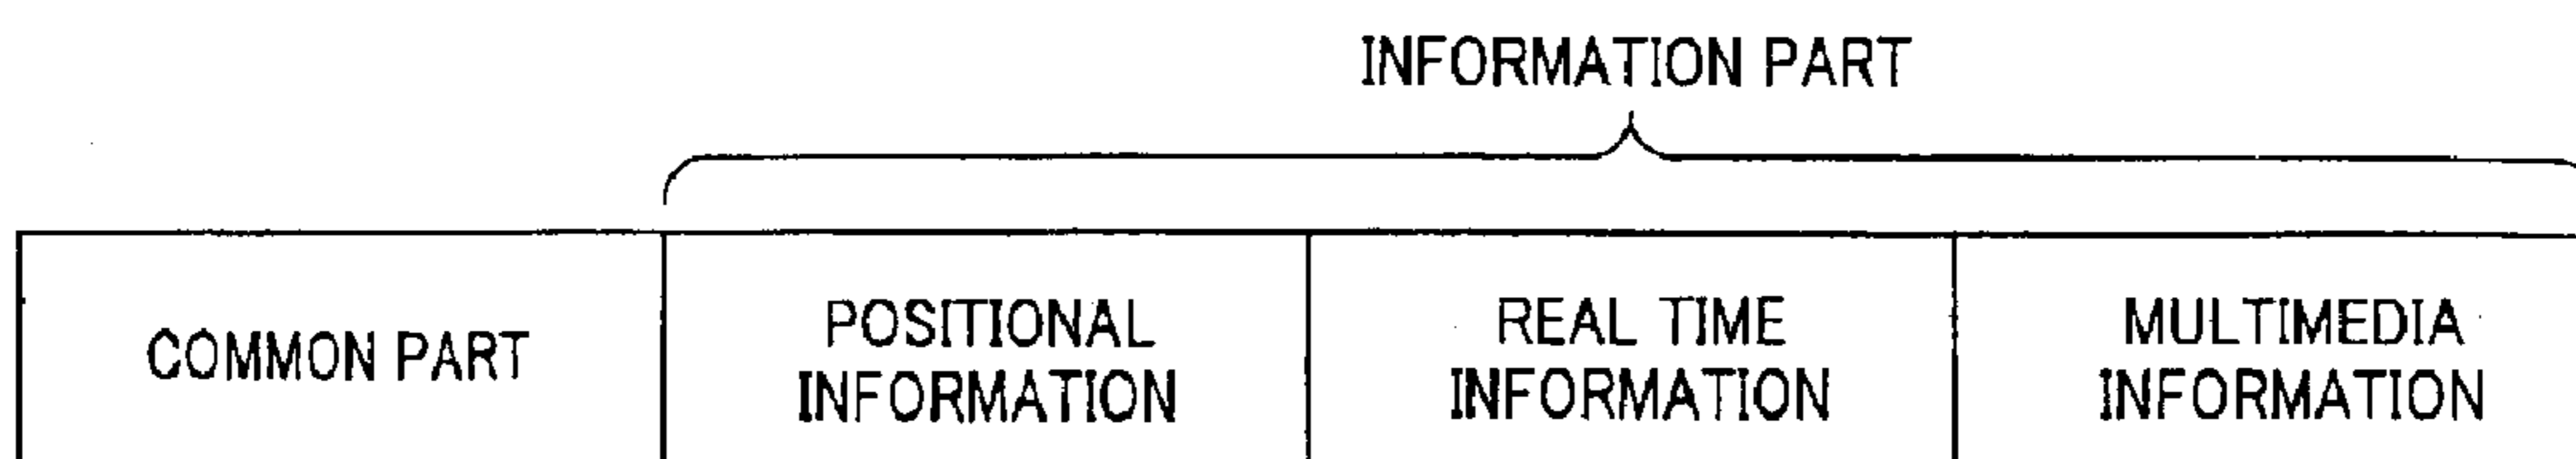 INFORMATION PART
COMMON PART
POSITIONAL
INFORMATION
REAL TIME
INFORMATION
MULTIMEDIA
INFORMATION